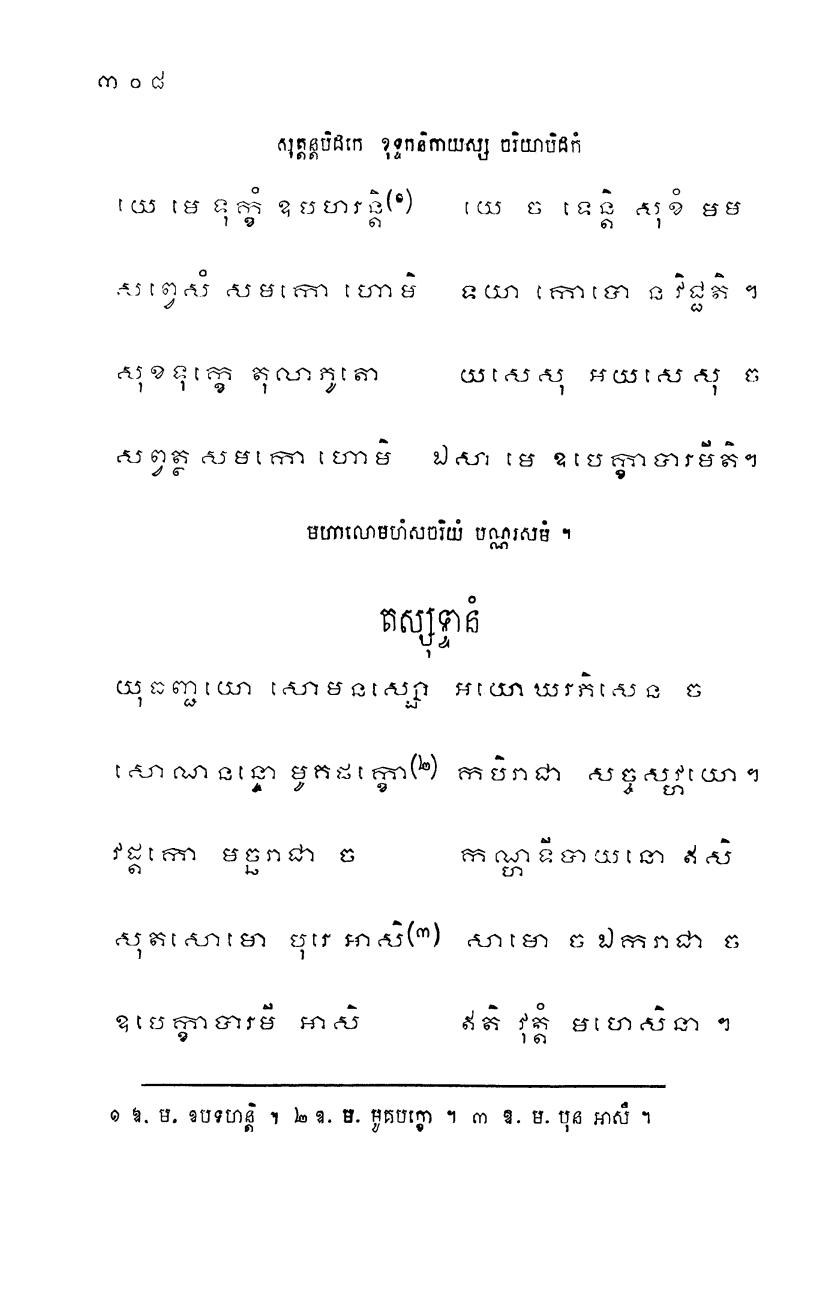 ៣០៨
សុត្តន្តបិដកេ ខុទ្ទកនិកាយស្ស ចរិយាបិដកំ
យេ មេ ទុក្ខំ ឧបហរន្តិ(១) យេ ច ទេន្តិ សុខំ មម
សព្វេសំ សមកោ ហោមិ ទយា កោបោ ន វិជ្ជតិ ។
សុខទុក្ខេ តុលាភូតោ យសេសុ អយសេសុ ច
សព្វត្ថ សមកោ ហោមិ ឯសា មេ ឧបេក្ខាបារមីតិ។
មហាលោមហំសចរិយំ បណ្ណរសមំ ។
តស្សុទ្ទានំ
យុធញ្ជយោ សោមនស្សោ អយោឃរភិសេន ច
សោណនន្ទោ មូគដក្ខោ(២) កបិរាជា សច្ចសវ្ហយោ។
វដ្ដកោ មច្ឆរាជា ច កណ្ហទីបាយនោ ឥសិ
សុតសោមោ បុរេ អាសិ(៣) សាមោ ច ឯករាជា ច
ឧបេក្ខាបារមី អាសិ ឥតិ វុត្តំ មហេសិនា ។
១ ឱ. ម. ឧបទហន្តិ ។ ២ ឱ. ម. មូគបក្ខោ ។ ៣ ឱ. ម. បុន អាសឹ ។